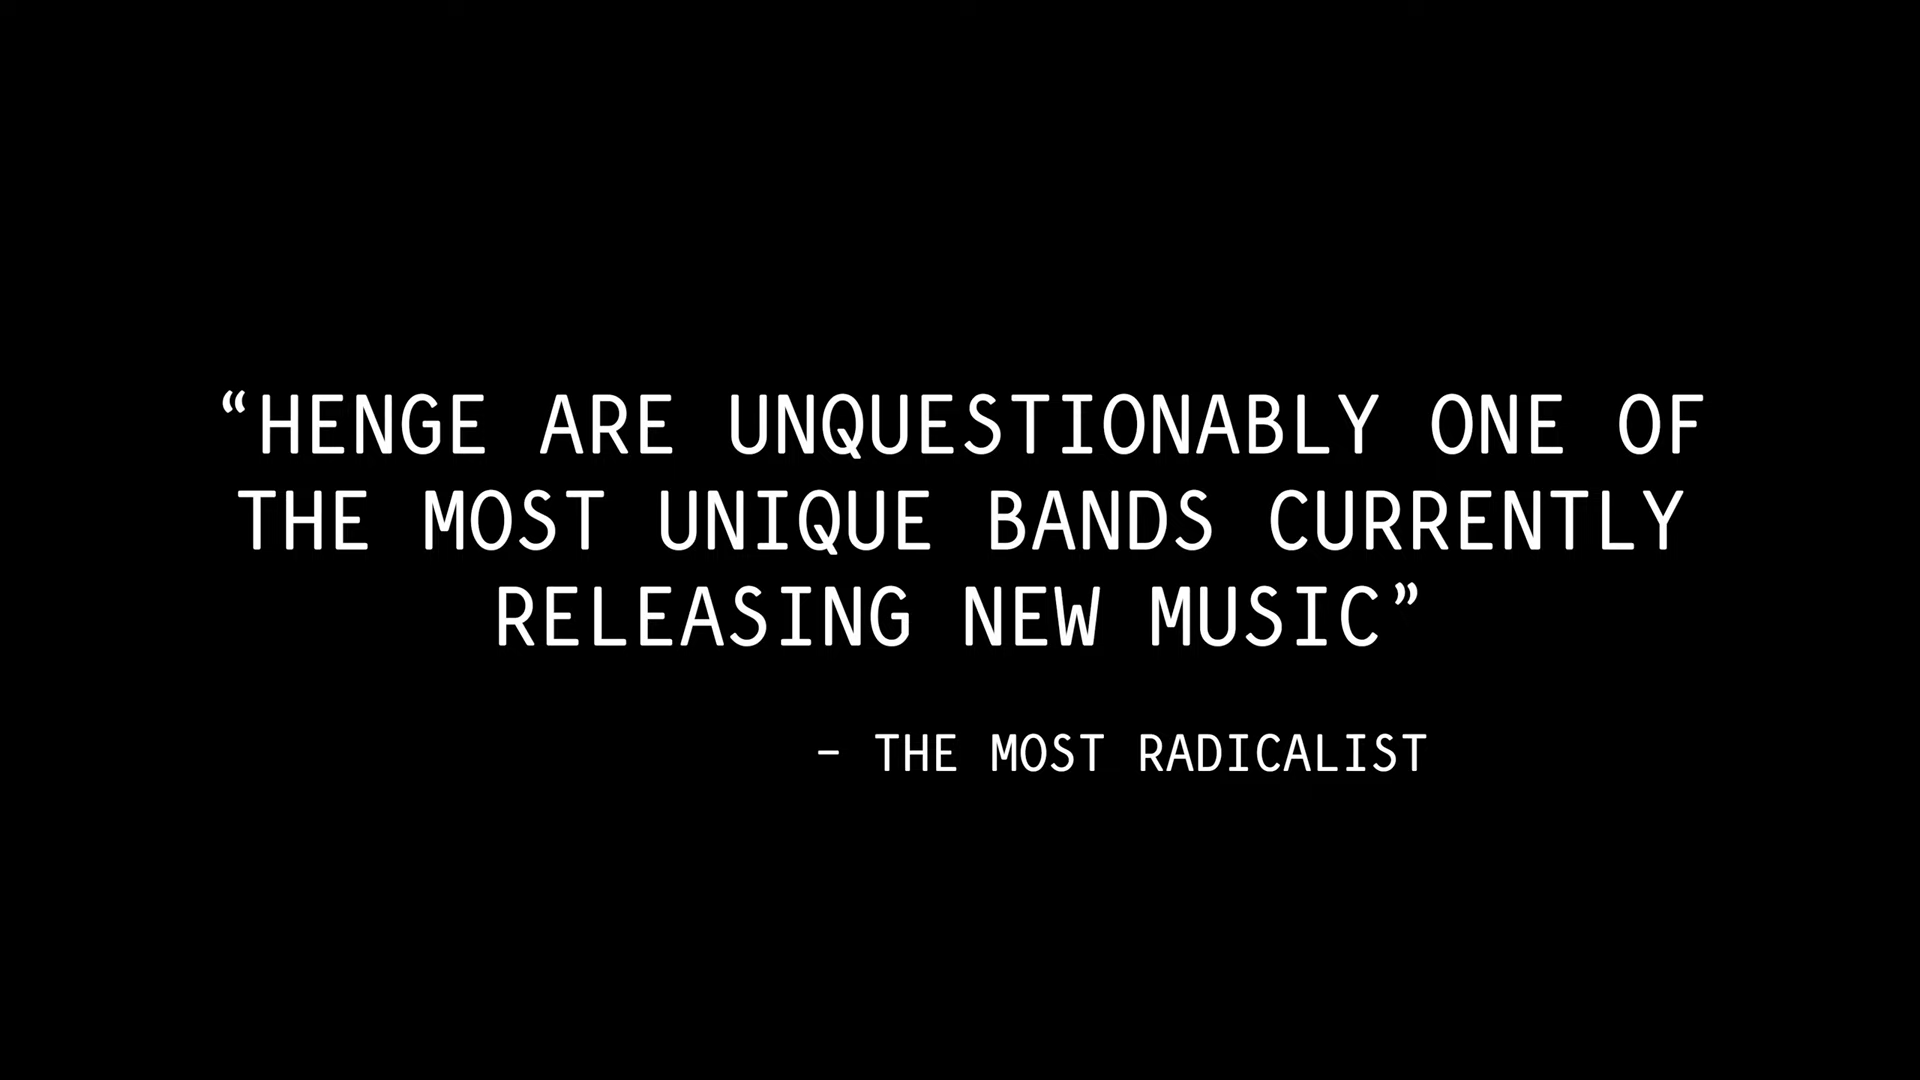 “HENGE ARE UNQUESTIONABLY ONE OF
THE MOST UNIQUE BANDS CURRENTLY
RELEASING NEW MUSIC”
– THE MOST RADICALIST